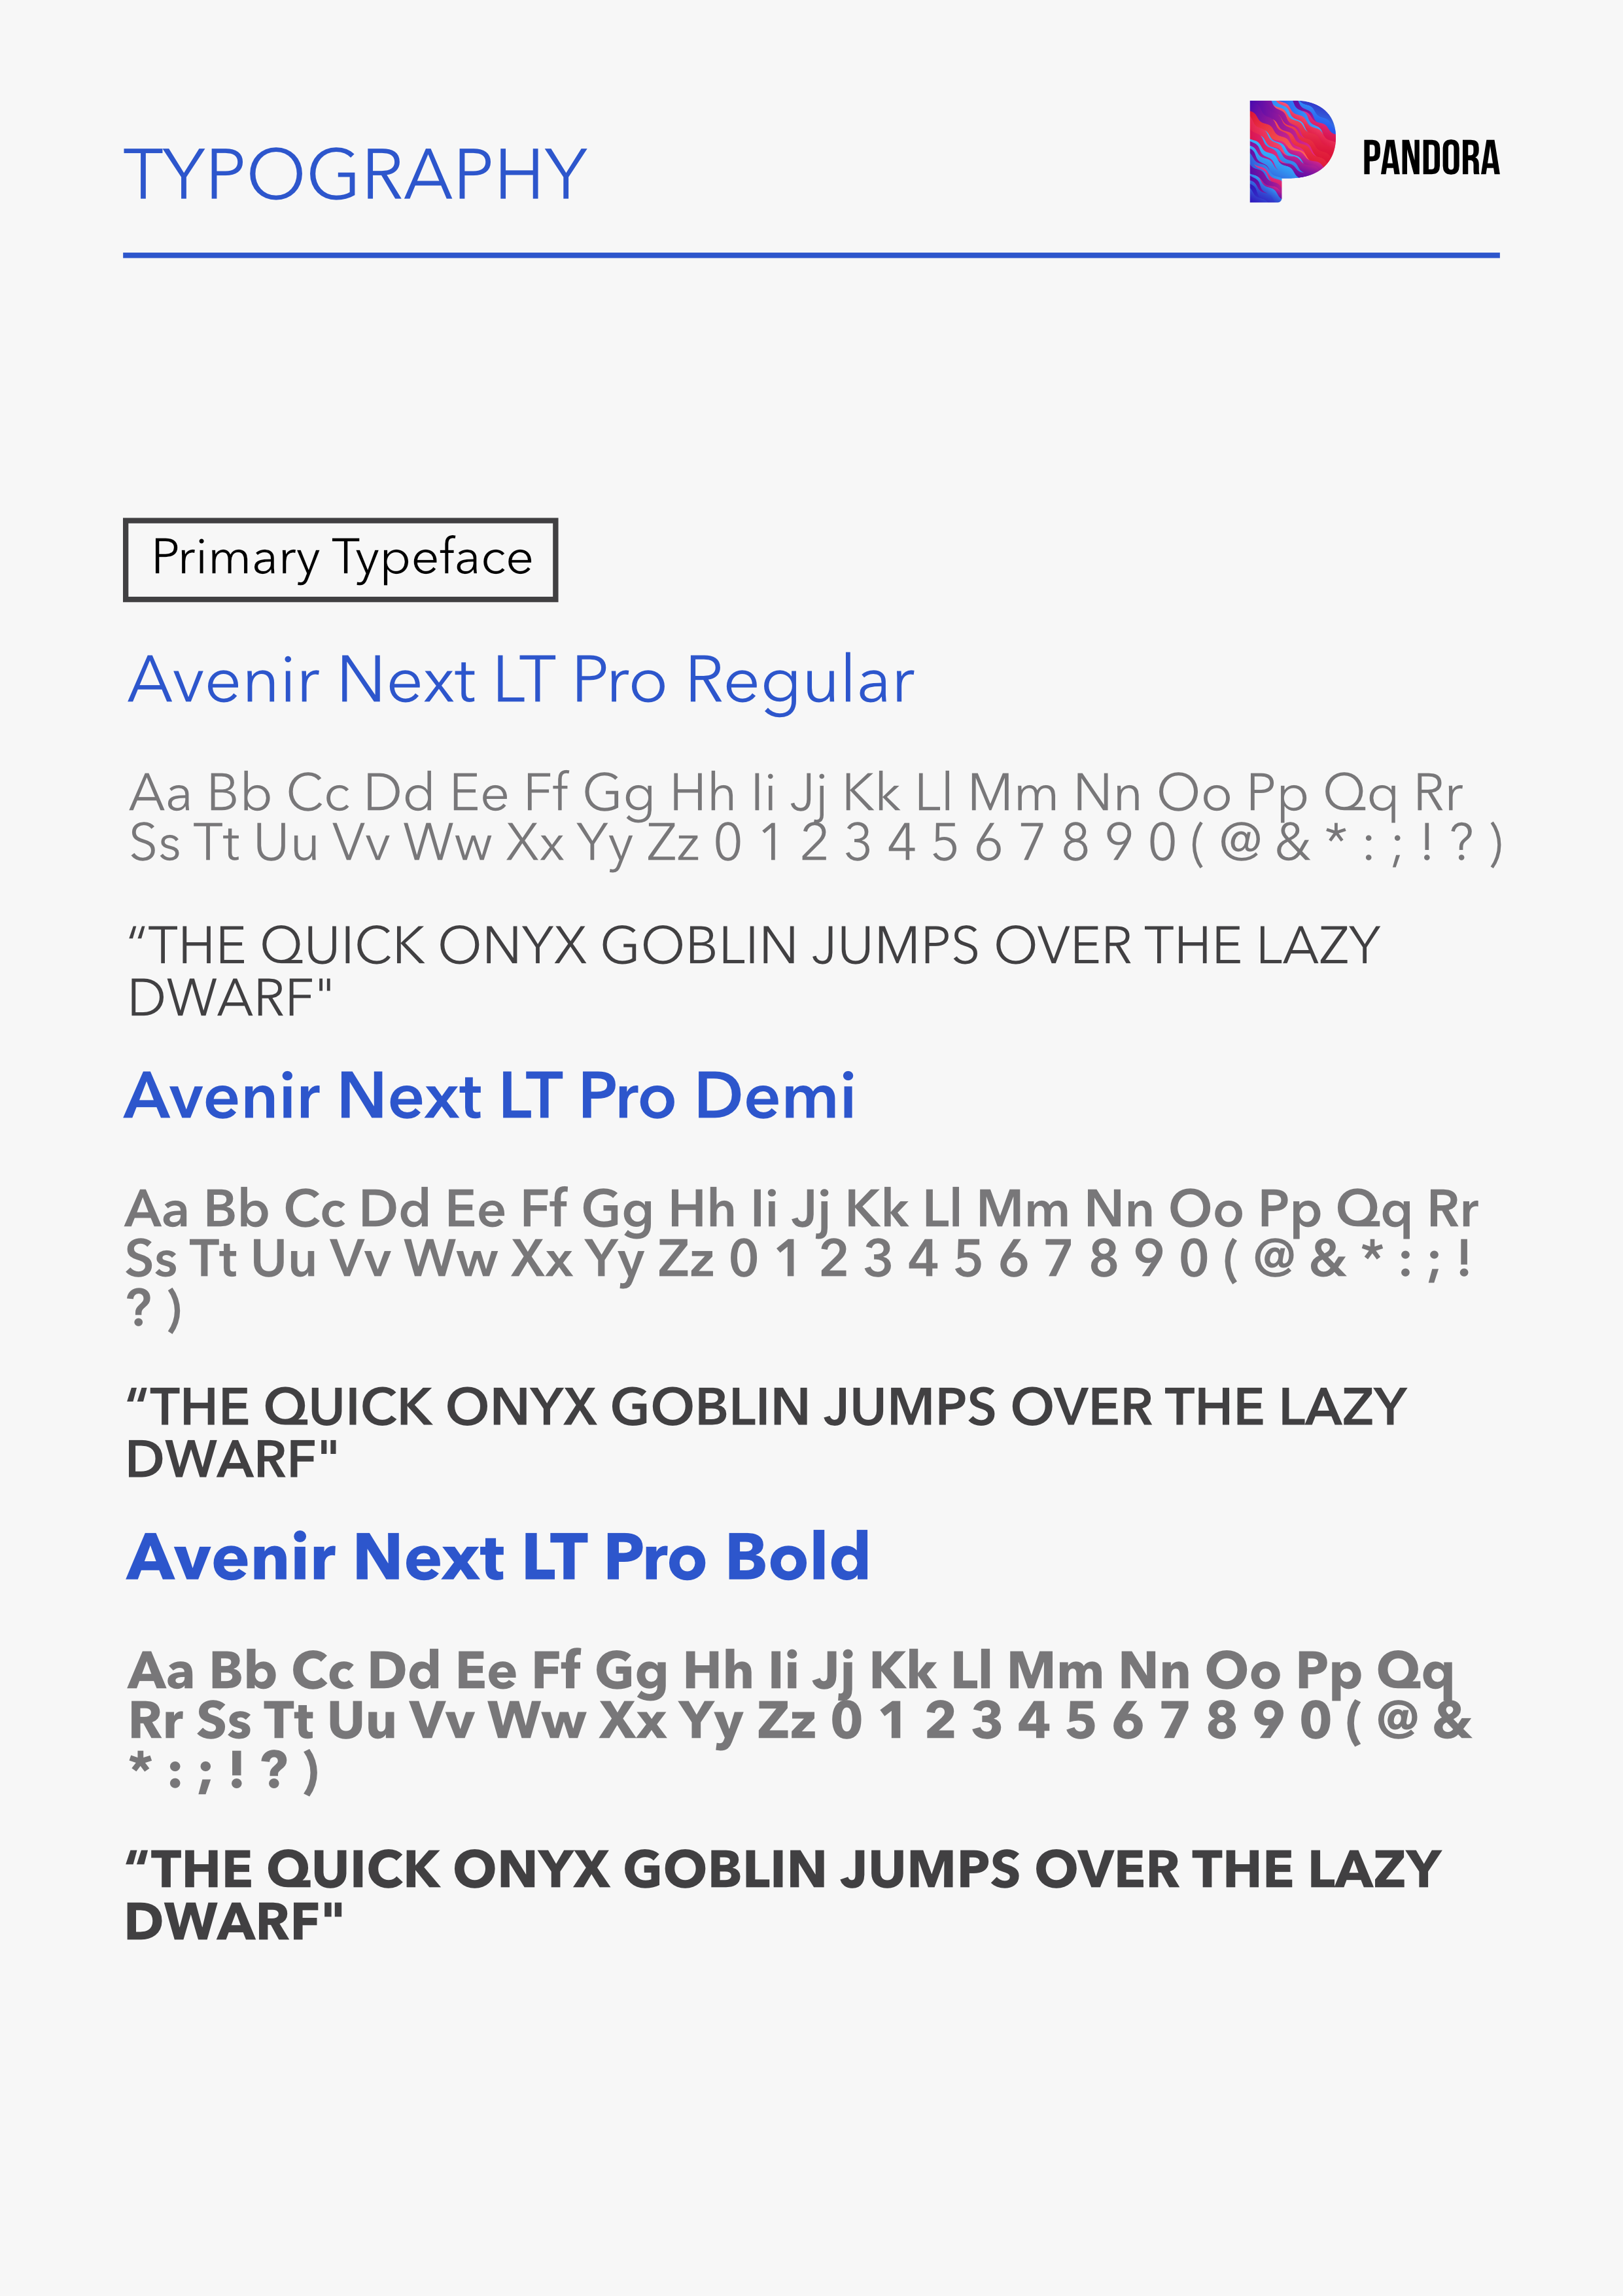 TYPOGRAPHY
PANDORA
Primary Typeface
Avenir Next LT Pro Regular
Aa Bb Cc Dd Ee Ff Gg Hh Ii Jj Kk Ll Mm Nn Oo Pp Qq Rr
Ss Tt Uu Vv Ww Xx Yy Zz 0 1 2 3 4 5 6 7 8 9 0 ( @ & * : ; ! ? )
“THE QUICK ONYX GOBLIN JUMPS OVER THE LAZY
DWARF"
Avenir Next LT Pro Demi
Aa Bb Cc Dd Ee Ff Gg Hh Ii Jj Kk Ll Mm Nn Oo Pp Qq Rr
Ss Tt Uu Vv Ww Xx Yy Zz 0 1 2 3 4 5 6 7 8 9 0 ( @ & * : ; !
? )
“THE QUICK ONYX GOBLIN JUMPS OVER THE LAZY
DWARF"
Avenir Next LT Pro Bold
Aa Bb Cc Dd Ee Ff Gg Hh Ii Jj Kk Ll Mm Nn Oo Pp Qq
Rr Ss Tt Uu Vv Ww Xx Yy Zz 0 1 2 3 4 5 6 7 8 9 0 ( @ &
* : ; ! ? )
“THE QUICK ONYX GOBLIN JUMPS OVER THE LAZY
DWARF"